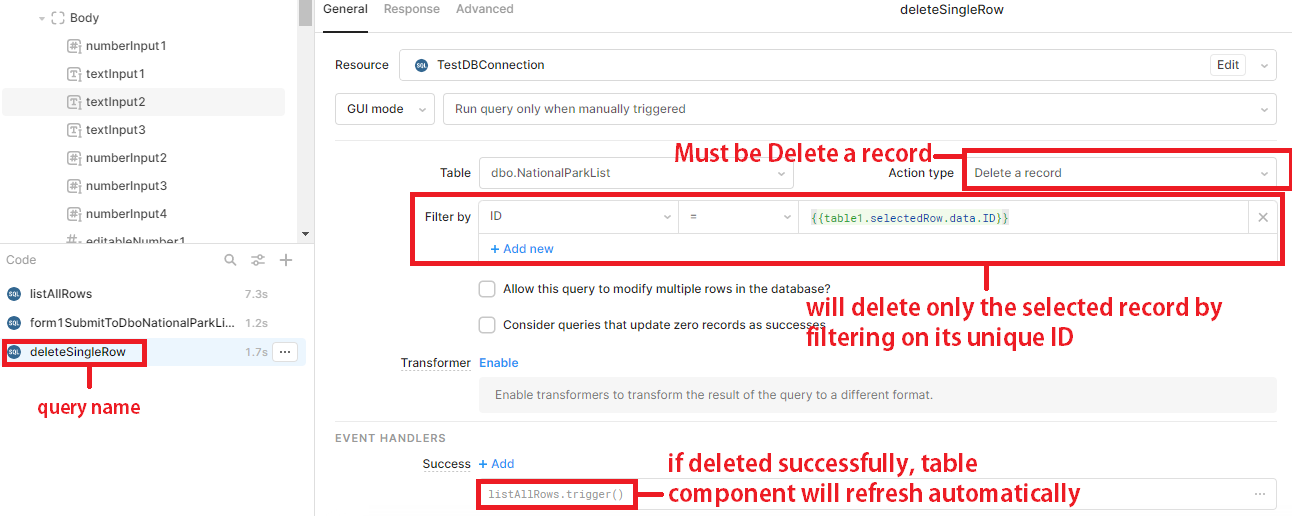 General Response Advanced
deleteSingleRow
Body
numberInput1
textInput1
textInput2
textInput3
numberInput2
numberInput3
numberInput4
editableNumber1
Resource SQL TestDBConnection Edit
GUI mode Run query only when manually triggered
Must be Delete a record
Table dbo.NationalParkList Action type Delete a record
Filter by ID = {{table1.selectedRow.data.ID}}
+ Add new
Allow this query to modify multiple rows in the database?
Consider queries that update zero records as successes
will delete only the selected record by
filtering on its unique ID
Code
SQL listAllRows 7.3s
SQL form1SubmitToDboNationalParkLi... 1.2s
SQL deleteSingleRow 1.7s ...
query name
Transformer Enable
Enable transformers to transform the result of the query to a different format.
EVENT HANDLERS
Success + Add
listAllRows.trigger() ...
if deleted successfully, table
component will refresh automatically